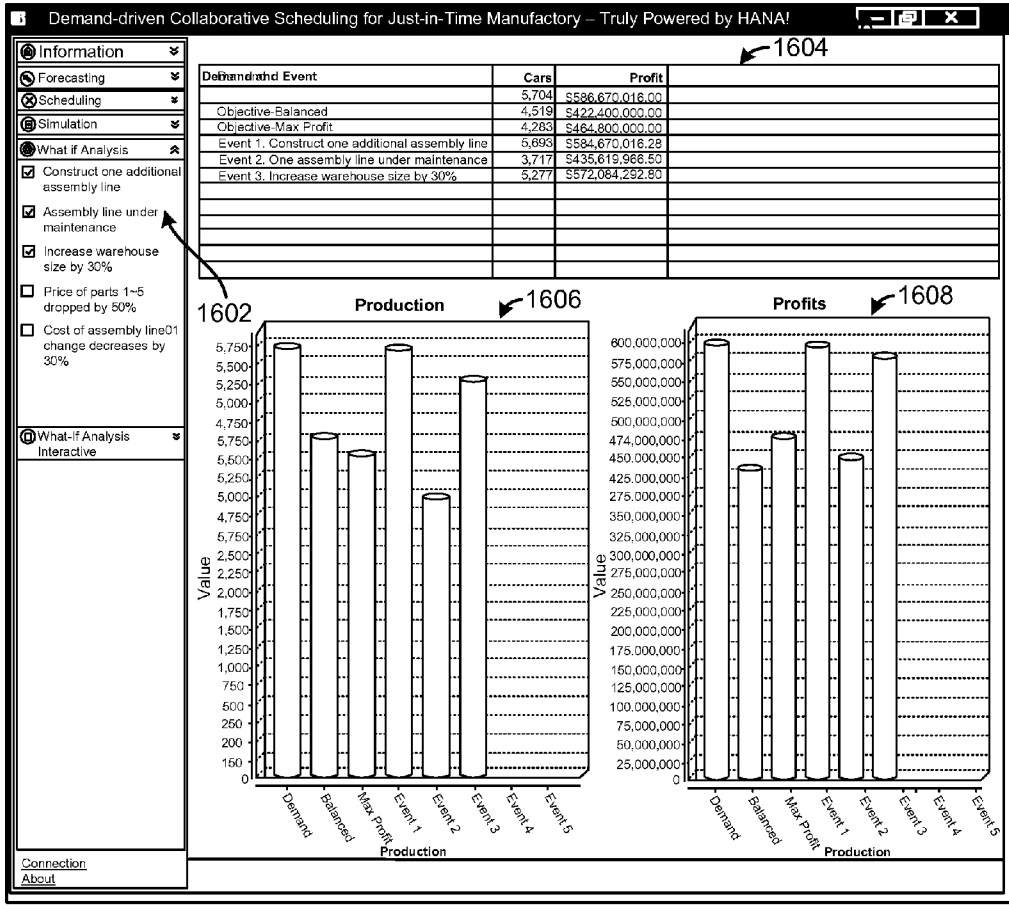 Demand-driven Collaborative Scheduling for Just-in-Time Manufactory – Truly Powered by HANA!
Information
Forecasting
Scheduling
Simulation
What if Analysis
Construct one additional
assembly line
Assembly line under
maintenance
Increase warehouse
size by 30%
Price of parts 1~5
dropped by 50%
Cost of assembly line01
change decreases by
30%
What-If Analysis
Interactive
Connection
About
1602
1604
and Event Cars Profit
5,704 $586,670,016.00
Objective-Balanced 4,519 $422,400,000.00
Objective-Max Profit 4,283 $464,800,000.00
Event 1. Construct one additional assembly line 5,693 $584,670,016.28
Event 2. One assembly line under maintenance 3,717 $435,619,966.50
Event 3. Increase warehouse size by 30% 5,277 $572,084,292.80
Production
1606
Value
5,750
5,500
5,250
5,000
4,750
5,750
5,500
5,250
5,000
4,750
5,750
2,500
2,250
2,000
1,750
1,500
1,250
1,000
750
500
250
200
150
0
Demand
Balanced
Max Profit
Event 1
Event 2
Event 3
Event 4
Event 5
Production
Profits
1608
Value
600,000,000
575,000,000
550,000,000
525,000,000
500,000,000
474,000,000
450.000,000
425.000,000
275.000,000
350,000,000
325,000,000
300,000,000
275,000,000
250,000,000
225,000,000
200,000,000
175.000,000
150,000,000
125,000,000
100.000,000
75,000,000
50,000,000
25,000,000
0
Demand
Balanced
Max Profit
Event 1
Event 2
Event 3
Event 4
Event 5
Production